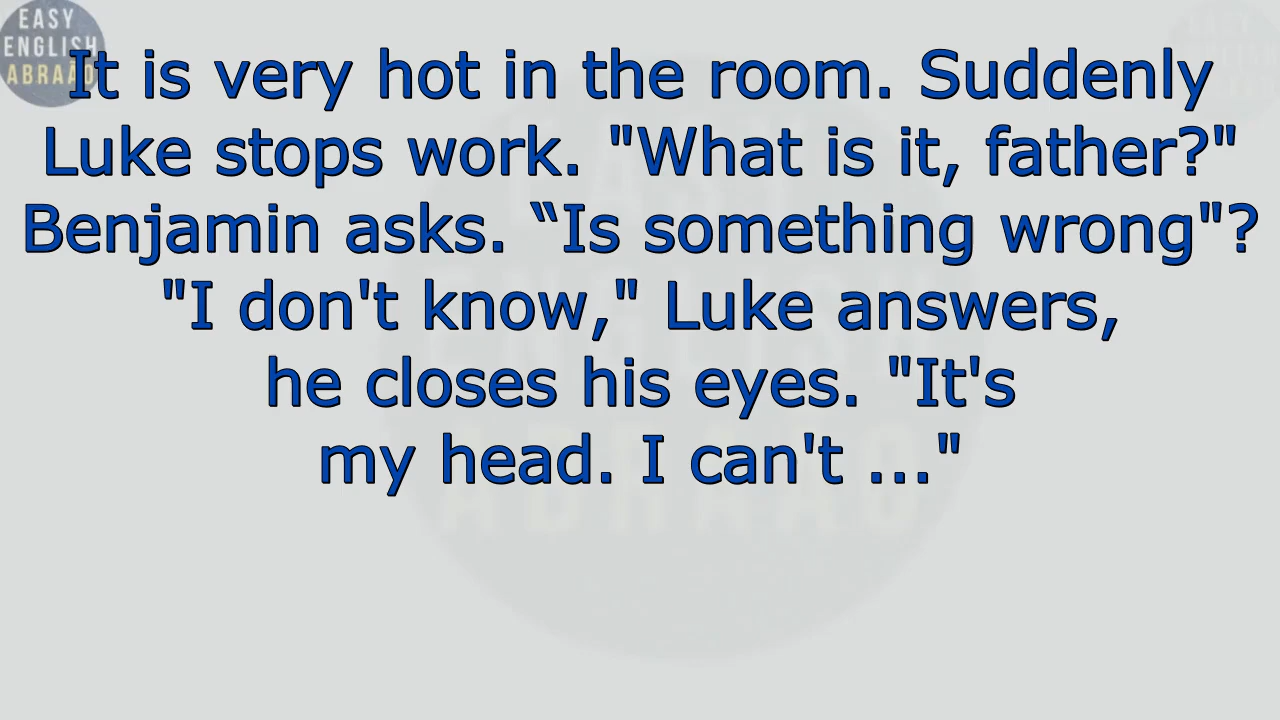 EASY
ENGLISH
ABRAÃO
It is very hot in the room. Suddenly
Luke stops work. "What is it, father?"
Benjamin asks. “Is something wrong"?
"I don't know," Luke answers,
he closes his eyes. "It's
my head. I can't ..."